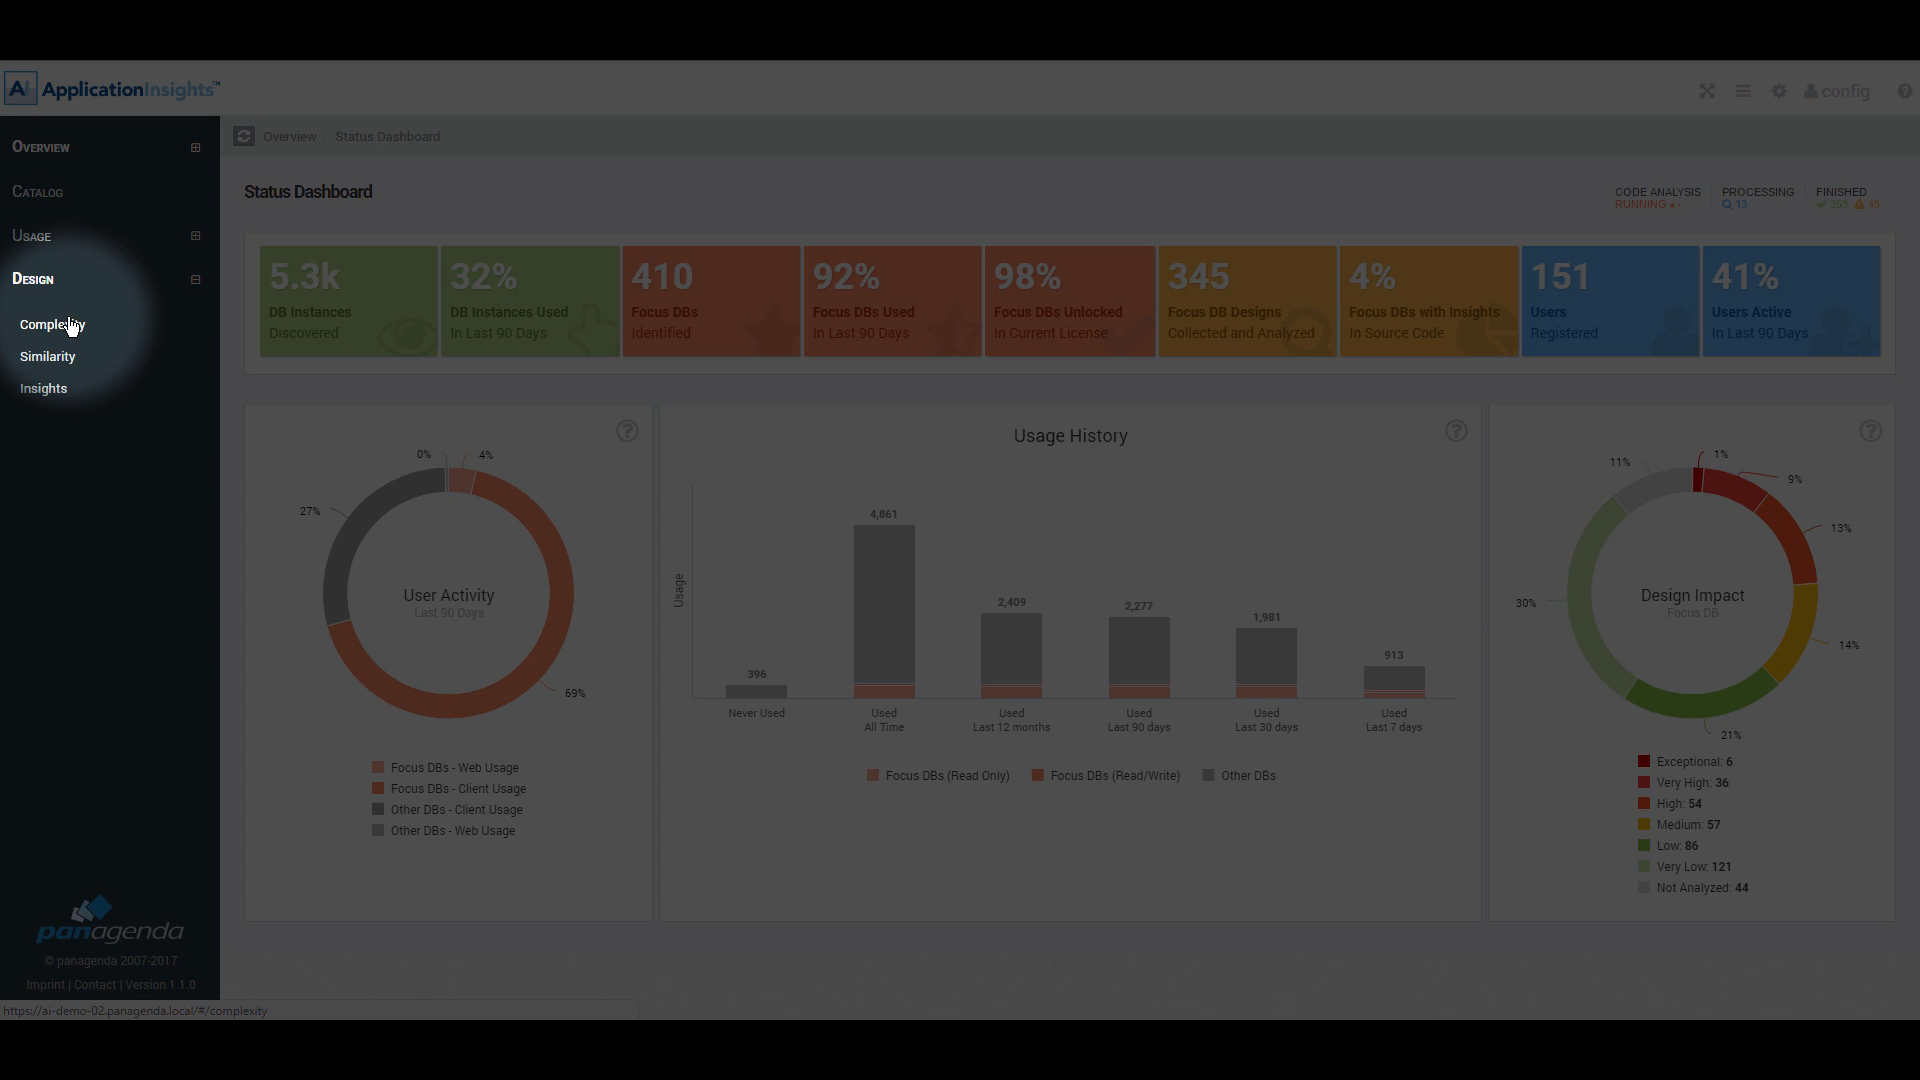 AI ApplicationInsights™
config
OVERVIEW
CATALOG
USAGE
DESIGN
Complexity
Similarity
Insights
panagenda
© panagenda 2007-2017
Imprint | Contact | Version 1.1.0
https://ai-demo-02.panagenda.local/#/complexity
Overview Status Dashboard
Status Dashboard
CODE ANALYSIS PROCESSING FINISHED
RUNNING 13 353 45
5.3k
DB Instances
Discovered
32%
DB Instances Used
In Last 90 Days
410
Focus DBs
Identified
92%
Focus DBs Used
In Last 90 Days
98%
Focus DBs Unlocked
In Current License
345
Focus DB Designs
Collected and Analyzed
4%
Focus DBs with Insights
In Source Code
151
Users
Registered
41%
Users Active
In Last 90 Days
0% 4%
27%
User Activity
Last 90 Days
69%
Focus DBs - Web Usage
Focus DBs - Client Usage
Other DBs - Client Usage
Other DBs - Web Usage
Usage History
Usage
396
4,861
2,409
2,277
1,981
913
Never Used
Used
All Time
Used
Last 12 months
Used
Last 90 days
Used
Last 30 days
Used
Last 7 days
Focus DBs (Read Only) Focus DBs (Read/Write) Other DBs
11% 1%
9%
13%
Design Impact
Focus DB
30%
14%
21%
Exceptional: 6
Very High: 36
High: 54
Medium: 57
Low: 86
Very Low: 121
Not Analyzed: 44